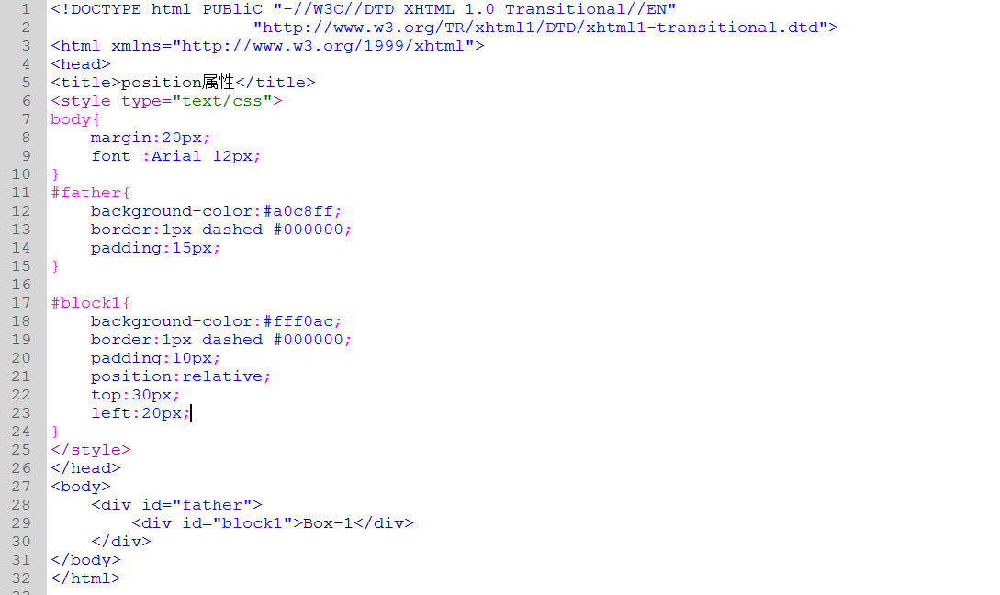 1 <!DOCTYPE html PUBliC "-//W3C//DTD XHTML 1.0 Transitional//EN"
2                     "http://www.w3.org/TR/xhtml1/DTD/xhtml1-transitional.dtd">
3 <html xmlns="http://www.w3.org/1999/xhtml">
4 <head>
5 <title>position属性</title>
6 <style type="text/css">
7 body{
8     margin:20px;
9     font :Arial 12px;
10 }
11 #father{
12     background-color:#a0c8ff;
13     border:1px dashed #000000;
14     padding:15px;
15 }
16
17 #block1{
18     background-color:#fff0ac;
19     border:1px dashed #000000;
20     padding:10px;
21     position:relative;
22     top:30px;
23     left:20px;
24 }
25 </style>
26 </head>
27 <body>
28     <div id="father">
29         <div id="block1">Box-1</div>
30     </div>
31 </body>
32 </html>